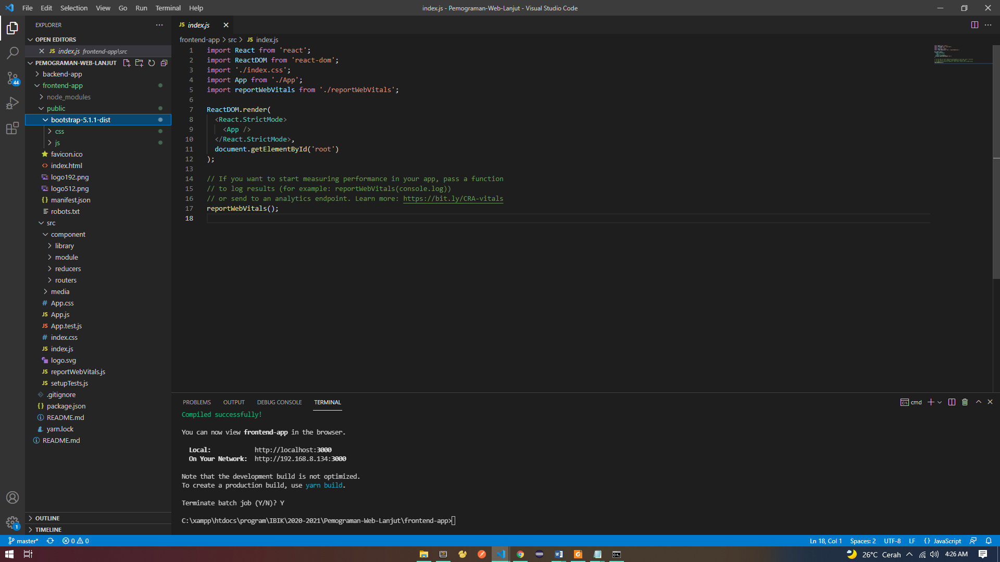 File Edit Selection View Go Run Terminal Help
index.js - Pemograman-Web-Lanjut - Visual Studio Code
EXPLORER
OPEN EDITORS
JS index.js frontend-app\src
PEMOGRAMAN-WEB-LANJUT
backend-app
frontend-app
node_modules
public
bootstrap-5.1.1-dist
css
js
favicon.ico
index.html
logo192.png
logo512.png
{} manifest.json
robots.txt
src
component
library
module
reducers
routers
media
# App.css
JS App.js
JS App.test.js
# index.css
JS index.js
logo.svg
JS reportWebVitals.js
JS setupTests.js
.gitignore
{} package.json
README.md
yarn.lock
README.md
OUTLINE
TIMELINE
44
1
JS index.js
frontend-app > src > JS index.js
1 import React from 'react';
2 import ReactDOM from 'react-dom';
3 import './index.css';
4 import App from './App';
5 import reportWebVitals from './reportWebVitals';
6
7 ReactDOM.render(
8 <React.StrictMode>
9 <App />
10 </React.StrictMode>,
11 document.getElementById('root')
12 );
13
14 // If you want to start measuring performance in your app, pass a function
15 // to log results (for example: reportWebVitals(console.log))
16 // or send to an analytics endpoint. Learn more: https://bit.ly/CRA-vitals
17 reportWebVitals();
18
PROBLEMS OUTPUT DEBUG CONSOLE TERMINAL
cmd
Compiled successfully!
You can now view frontend-app in the browser.
Local: http://localhost:3000
On Your Network: http://192.168.8.134:3000
Note that the development build is not optimized.
To create a production build, use yarn build.
Terminate batch job (Y/N)? Y
C:\xampp\htdocs\program\IBIK\2020-2021\Pemograman-Web-Lanjut\frontend-app>
master* 0 0
Ln 18, Col 1 Spaces: 2 UTF-8 LF {} JavaScript
26°C Cerah 4:26 AM